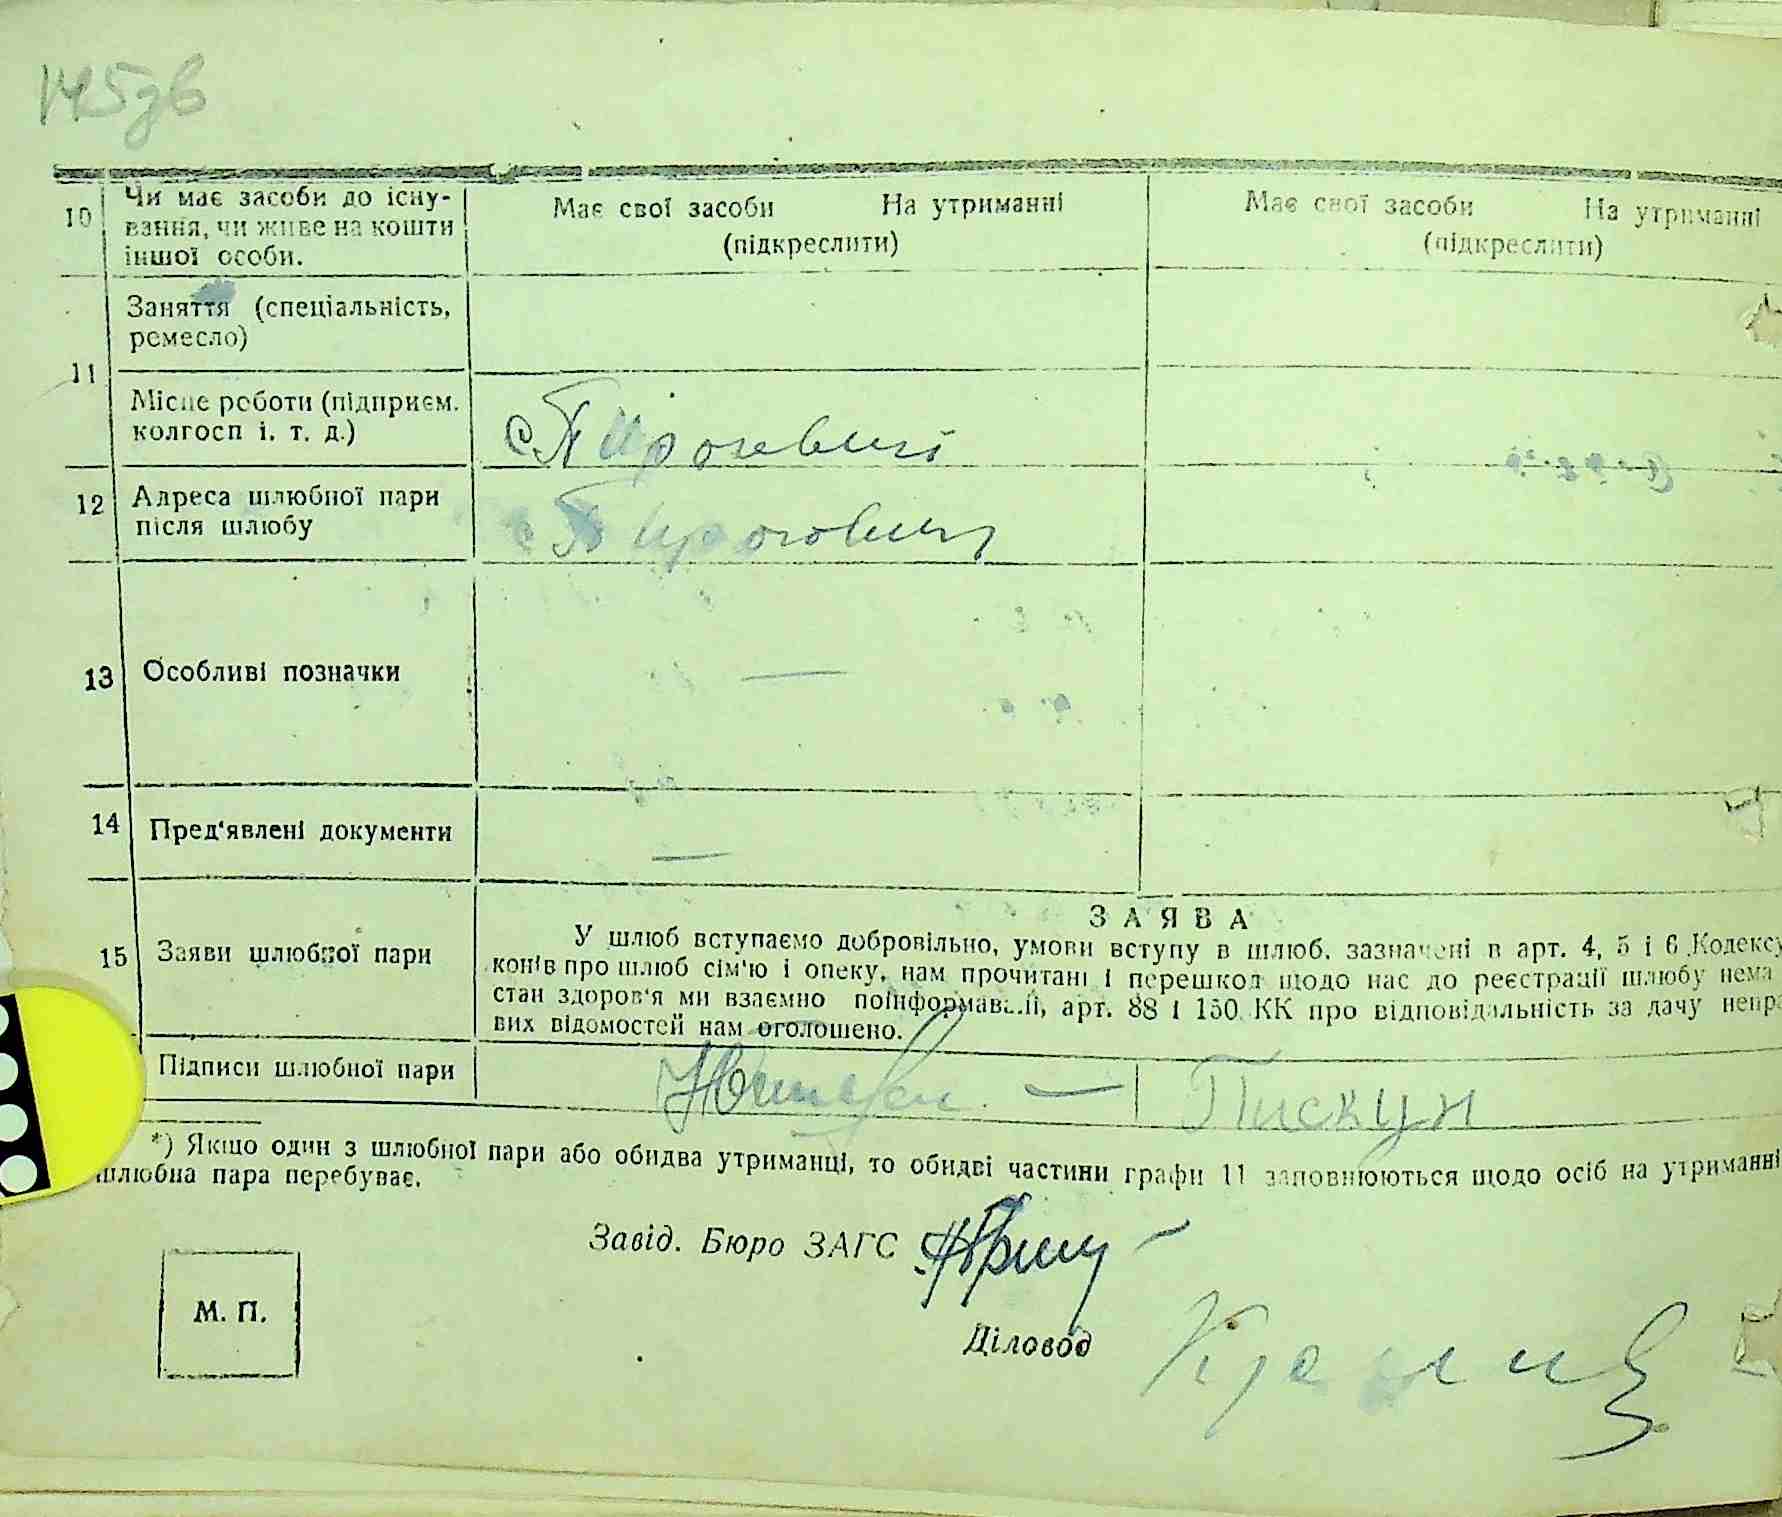 145зв
10
Чи має засоби до існу-
вання, чи живе на кошти
іншої особи.
Має свої засоби На утриманні
(підкреслити)
Має свої засоби На утриманні
(підкреслити)
11
Заняття (спеціальність,
ремесло)
Місце роботи (підприєм.
колгосп і. т. д.)
12
Адреса шлюбної пари
після шлюбу
с Пироговичі
13
Особливі позначки
—
14
Пред'явлені документи
—
15
Заяви шлюбної пари
ЗАЯВА
У шлюб вступаємо добровільно, умови вступу в шлюб, зазначені в арт. 4, 5 і 6 Кодексу
конів про шлюб сім'ю і опеку, нам прочитані і перешкод щодо нас до реєстрації шлюбу нема
стан здоров'я ми взаємно поінформавані, арт. 88 і 150 КК про відповідальність за дачу непра
вих відомостей нам оголошено.
Підписи шлюбної пари
— Пискун
*) Якщо один з шлюбної пари або обидва утриманці, то обидві частини графи 11 заповнюються щодо осіб на утриманні
шлюбна пара перебуває.
Завід. Бюро ЗАГС
Діловод
М. П.